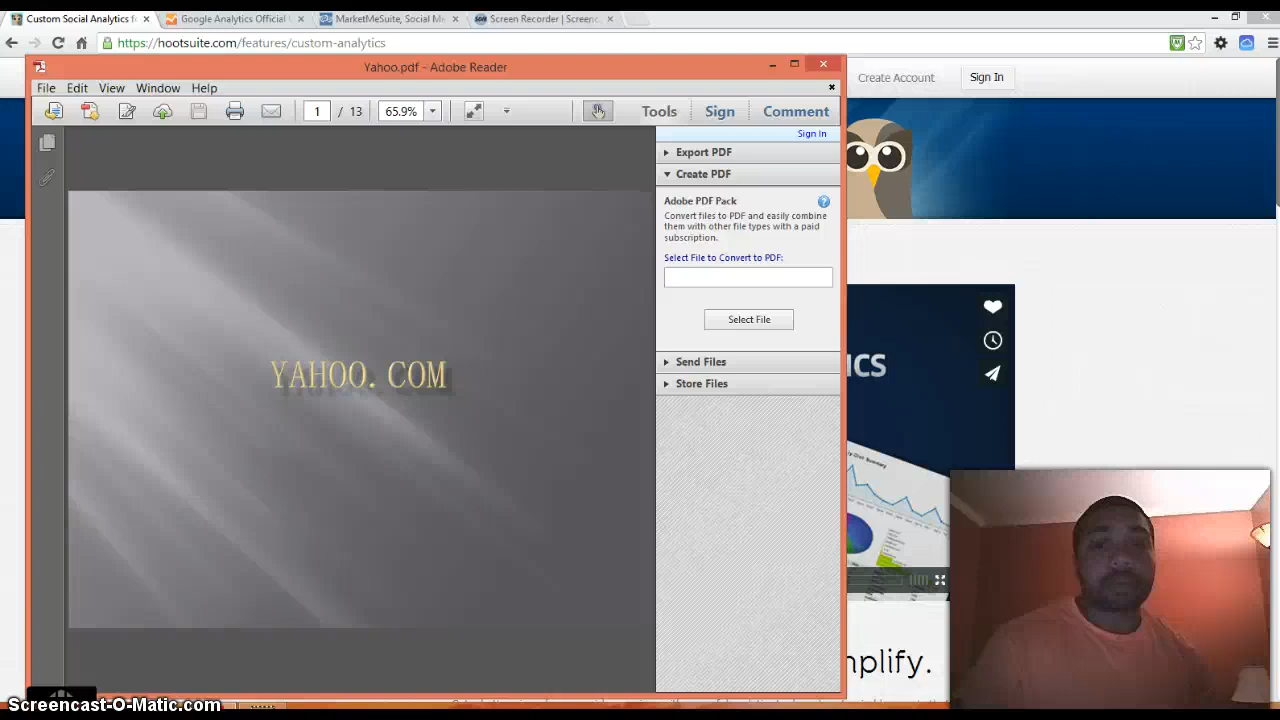 Custom Social Analytics fo
Google Analytics Official
MarketMeSuite, Social Me
Screen Recorder | Screenc
https://hootsuite.com/features/custom-analytics
Yahoo.pdf - Adobe Reader
Create Account
Sign In
File Edit View Window Help
1 / 13
65.9%
Tools
Sign
Comment
Sign In
Export PDF
Create PDF
Adobe PDF Pack
Convert files to PDF and easily combine
them with other file types with a paid
subscription.
Select File to Convert to PDF:
Select File
Send Files
Store Files
YAHOO.COM
ICS
nplify.
Screencast-O-Matic.com